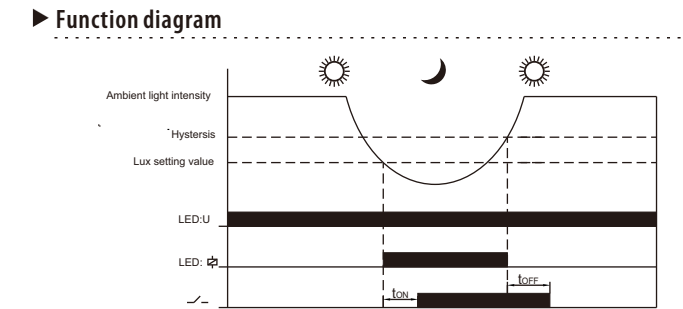 Function diagram
Ambient light intensity
Hystersis
Lux setting value
LED:U
LED:
tON
tOFF